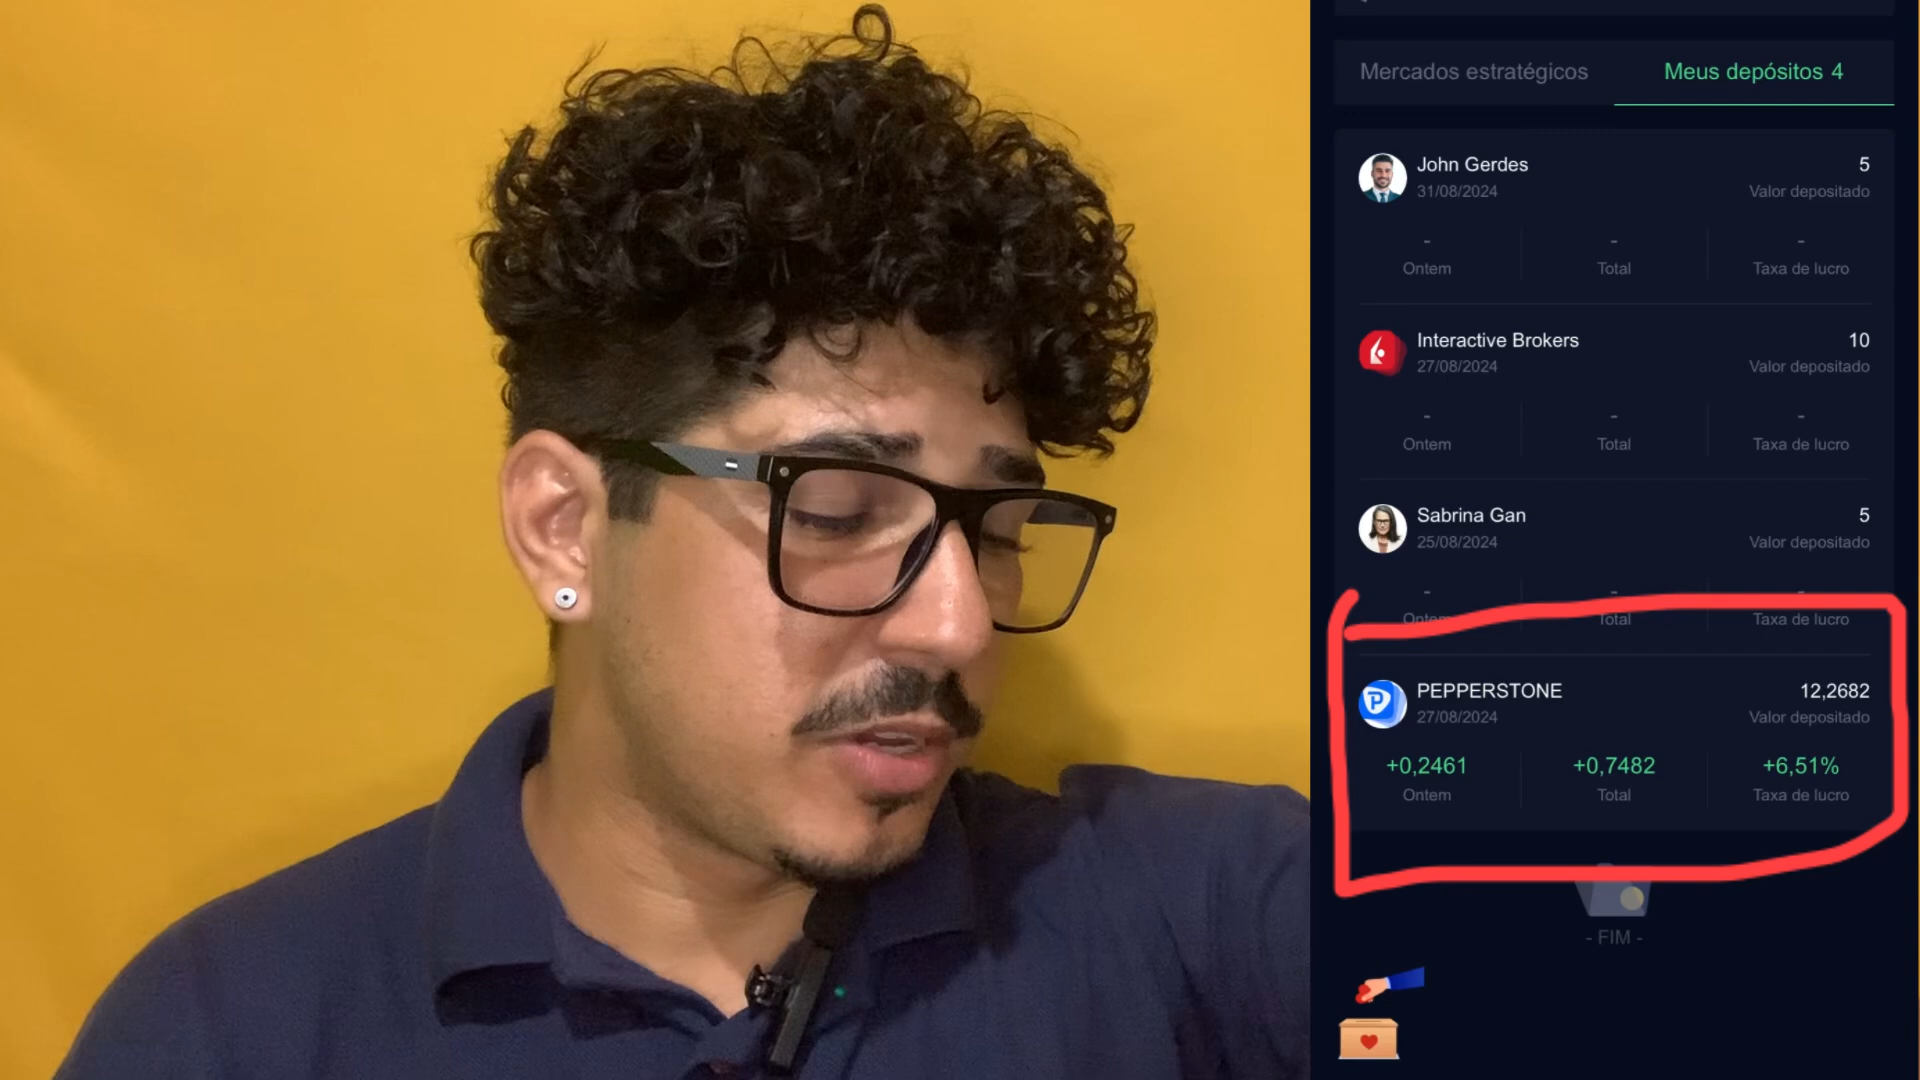 Mercados estratégicos
Meus depósitos 4
John Gerdes
5
31/08/2024
Valor depositado
-
-
-
Ontem
Total
Taxa de lucro
Interactive Brokers
10
27/08/2024
Valor depositado
-
-
-
Ontem
Total
Taxa de lucro
Sabrina Gan
5
25/08/2024
Valor depositado
-
-
-
Ontem
Total
Taxa de lucro
PEPPERSTONE
12,2682
27/08/2024
Valor depositado
+0,2461
+0,7482
+6,51%
Ontem
Total
Taxa de lucro
- FIM -